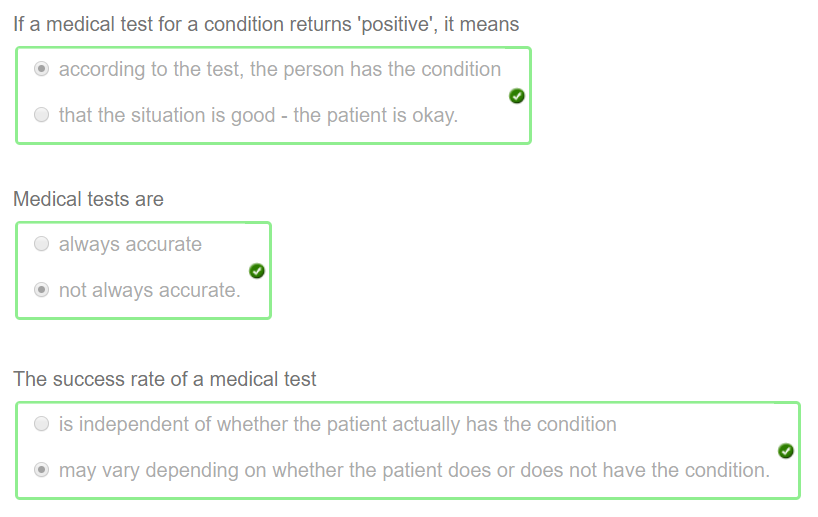 If a medical test for a condition returns 'positive', it means
according to the test, the person has the condition
that the situation is good - the patient is okay.
Medical tests are
always accurate
not always accurate.
The success rate of a medical test
is independent of whether the patient actually has the condition
may vary depending on whether the patient does or does not have the condition.